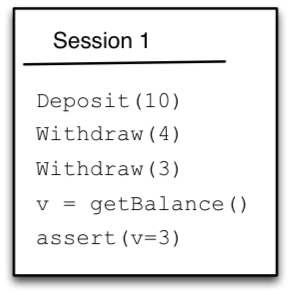 Session 1
Deposit(10)
Withdraw(4)
Withdraw(3)
v = getBalance()
assert(v=3)